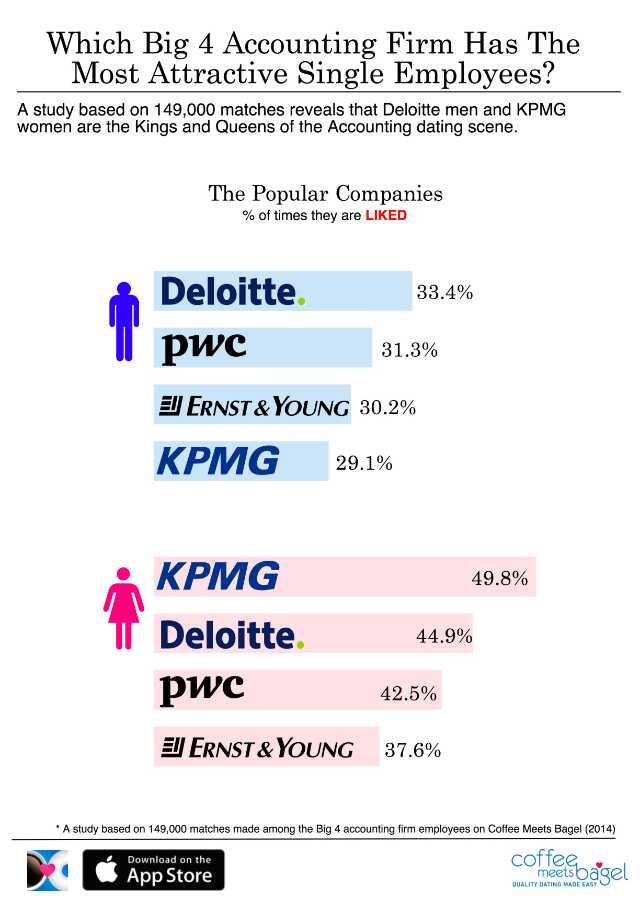 Which Big 4 Accounting Firm Has The
Most Attractive Single Employees?
A study based on 149,000 matches reveals that Deloitte men and KPMG
women are the Kings and Queens of the Accounting dating scene.
The Popular Companies
% of times they are LIKED
Deloitte. 33.4%
pwc 31.3%
EY ERNST & YOUNG 30.2%
KPMG 29.1%
KPMG 49.8%
Deloitte. 44.9%
pwc 42.5%
EY ERNST & YOUNG 37.6%
* A study based on 149,000 matches made among the Big 4 accounting firm employees on Coffee Meets Bagel (2014)
Download on the
App Store
coffee
meets bagel
QUALITY DATING MADE EASY